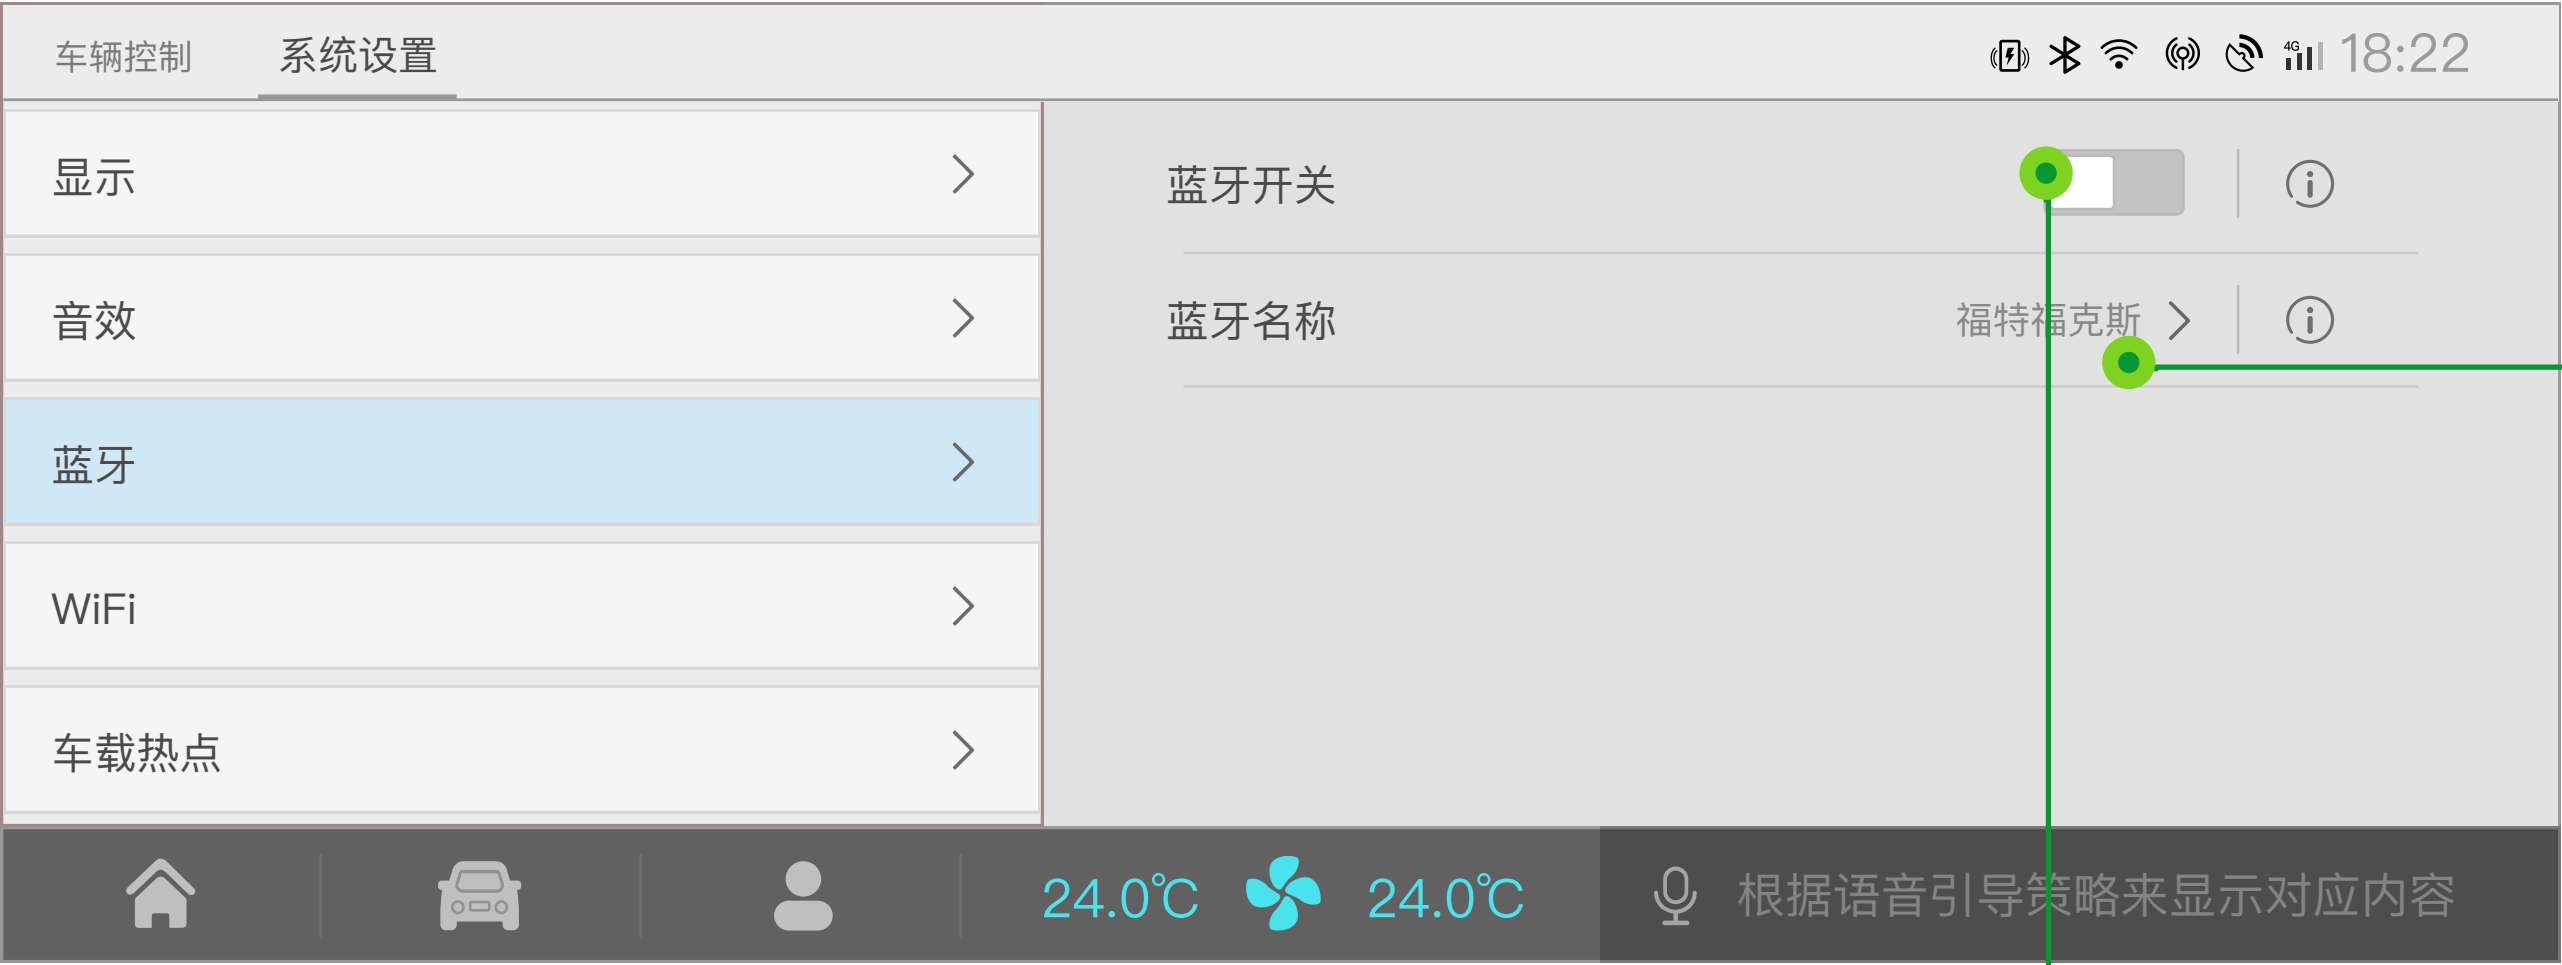 车辆控制 系统设置 4G 18:22
显示
音效
蓝牙
WiFi
车载热点
蓝牙开关
蓝牙名称 福特福克斯
24.0℃ 24.0℃ 根据语音引导策略来显示对应内容